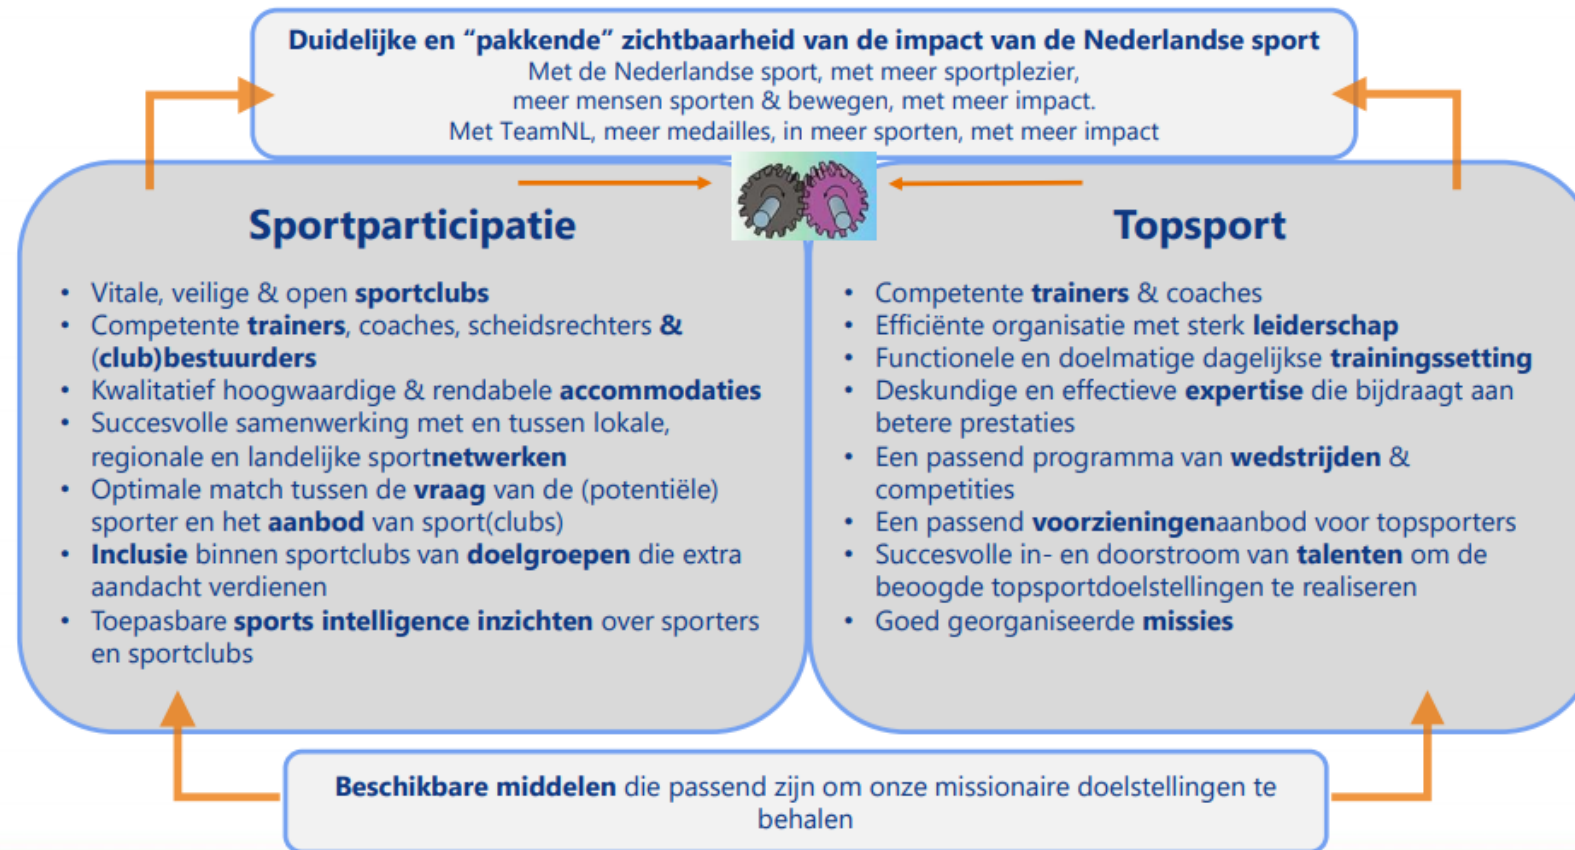 Duidelijke en “pakkende” zichtbaarheid van de impact van de Nederlandse sport
Met de Nederlandse sport, met meer sportplezier,
meer mensen sporten & bewegen, met meer impact.
Met TeamNL, meer medailles, in meer sporten, met meer impact
Sportparticipatie
• Vitale, veilige & open sportclubs
• Competente trainers, coaches, scheidsrechters &
(club)bestuurders
• Kwalitatief hoogwaardige & rendabele accommodaties
• Succesvolle samenwerking met en tussen lokale,
regionale en landelijke sportnetwerken
• Optimale match tussen de vraag van de (potentiële)
sporter en het aanbod van sport(clubs)
• Inclusie binnen sportclubs van doelgroepen die extra
aandacht verdienen
• Toepasbare sports intelligence inzichten over sporters
en sportclubs
Topsport
• Competente trainers & coaches
• Efficiënte organisatie met sterk leiderschap
• Functionele en doelmatige dagelijkse trainingssetting
• Deskundige en effectieve expertise die bijdraagt aan
betere prestaties
• Een passend programma van wedstrijden &
competities
• Een passend voorzieningenaanbod voor topsporters
• Succesvolle in- en doorstroom van talenten om de
beoogde topsportdoelstellingen te realiseren
• Goed georganiseerde missies
Beschikbare middelen die passend zijn om onze missionaire doelstellingen te
behalen